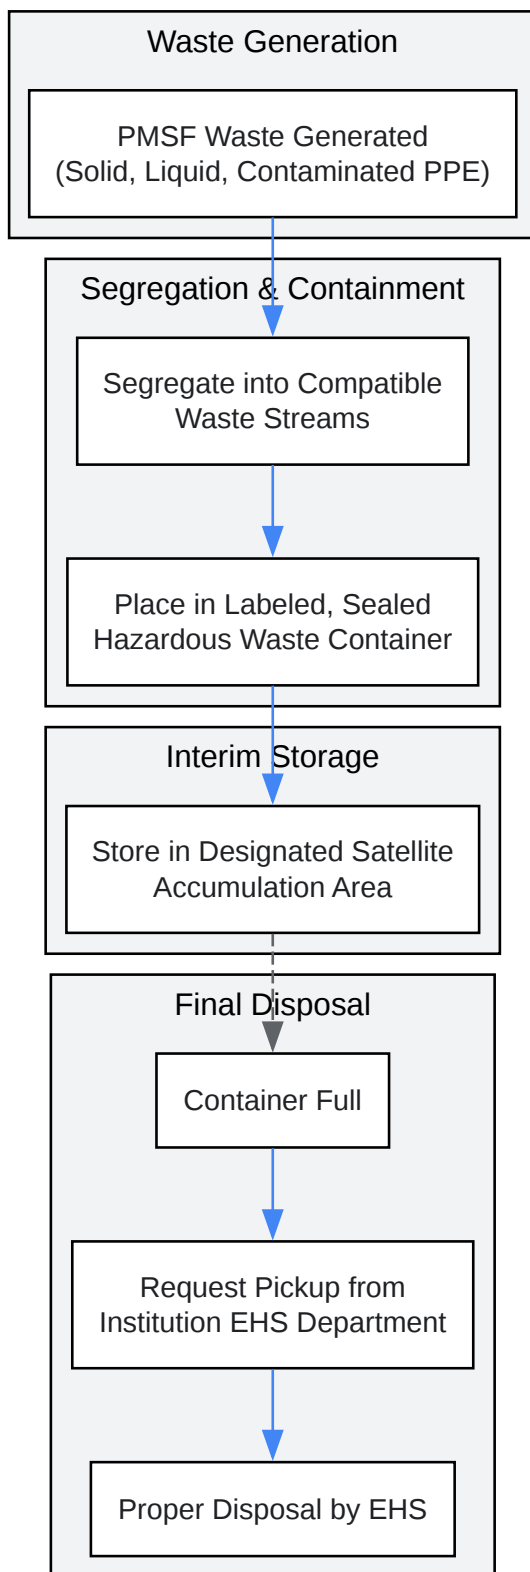 Waste Generation
PMSF Waste Generated
(Solid, Liquid, Contaminated PPE)
Segregation & Containment
Segregate into Compatible
Waste Streams
Place in Labeled, Sealed
Hazardous Waste Container
Interim Storage
Store in Designated Satellite
Accumulation Area
Final Disposal
Container Full
Request Pickup from
Institution EHS Department
Proper Disposal by EHS